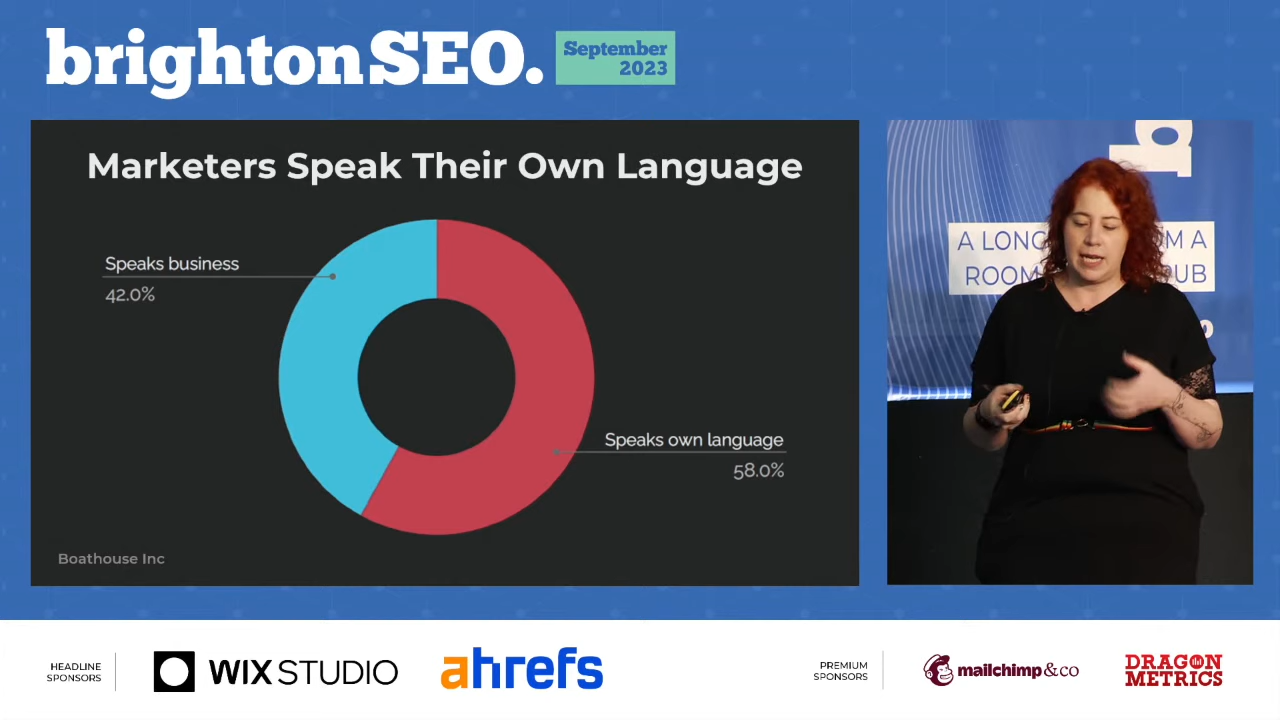 brightonSEO.
September
2023
Marketers Speak Their Own Language
Speaks business
42.0%
Speaks own language
58.0%
Boathouse Inc
A LONG
M A
ROOM
PUB
HEADLINE
SPONSORS
WIX STUDIO
ahrefs
PREMIUM
SPONSORS
mailchimp & co
DRAGON
METRICS